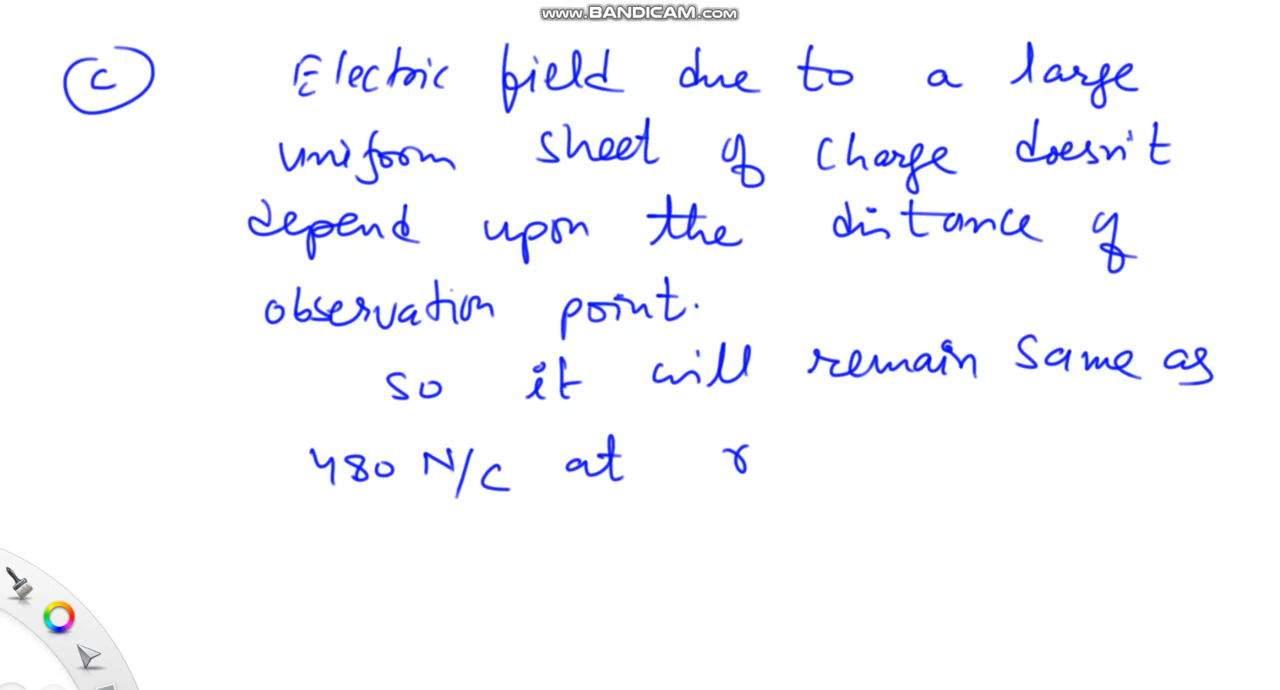 www.BANDICAM.com
c Electric field due to a large
uniform sheet of charge doesn't
depend upon the distance of
observation point.
so it will remain same as
480 N/C at r